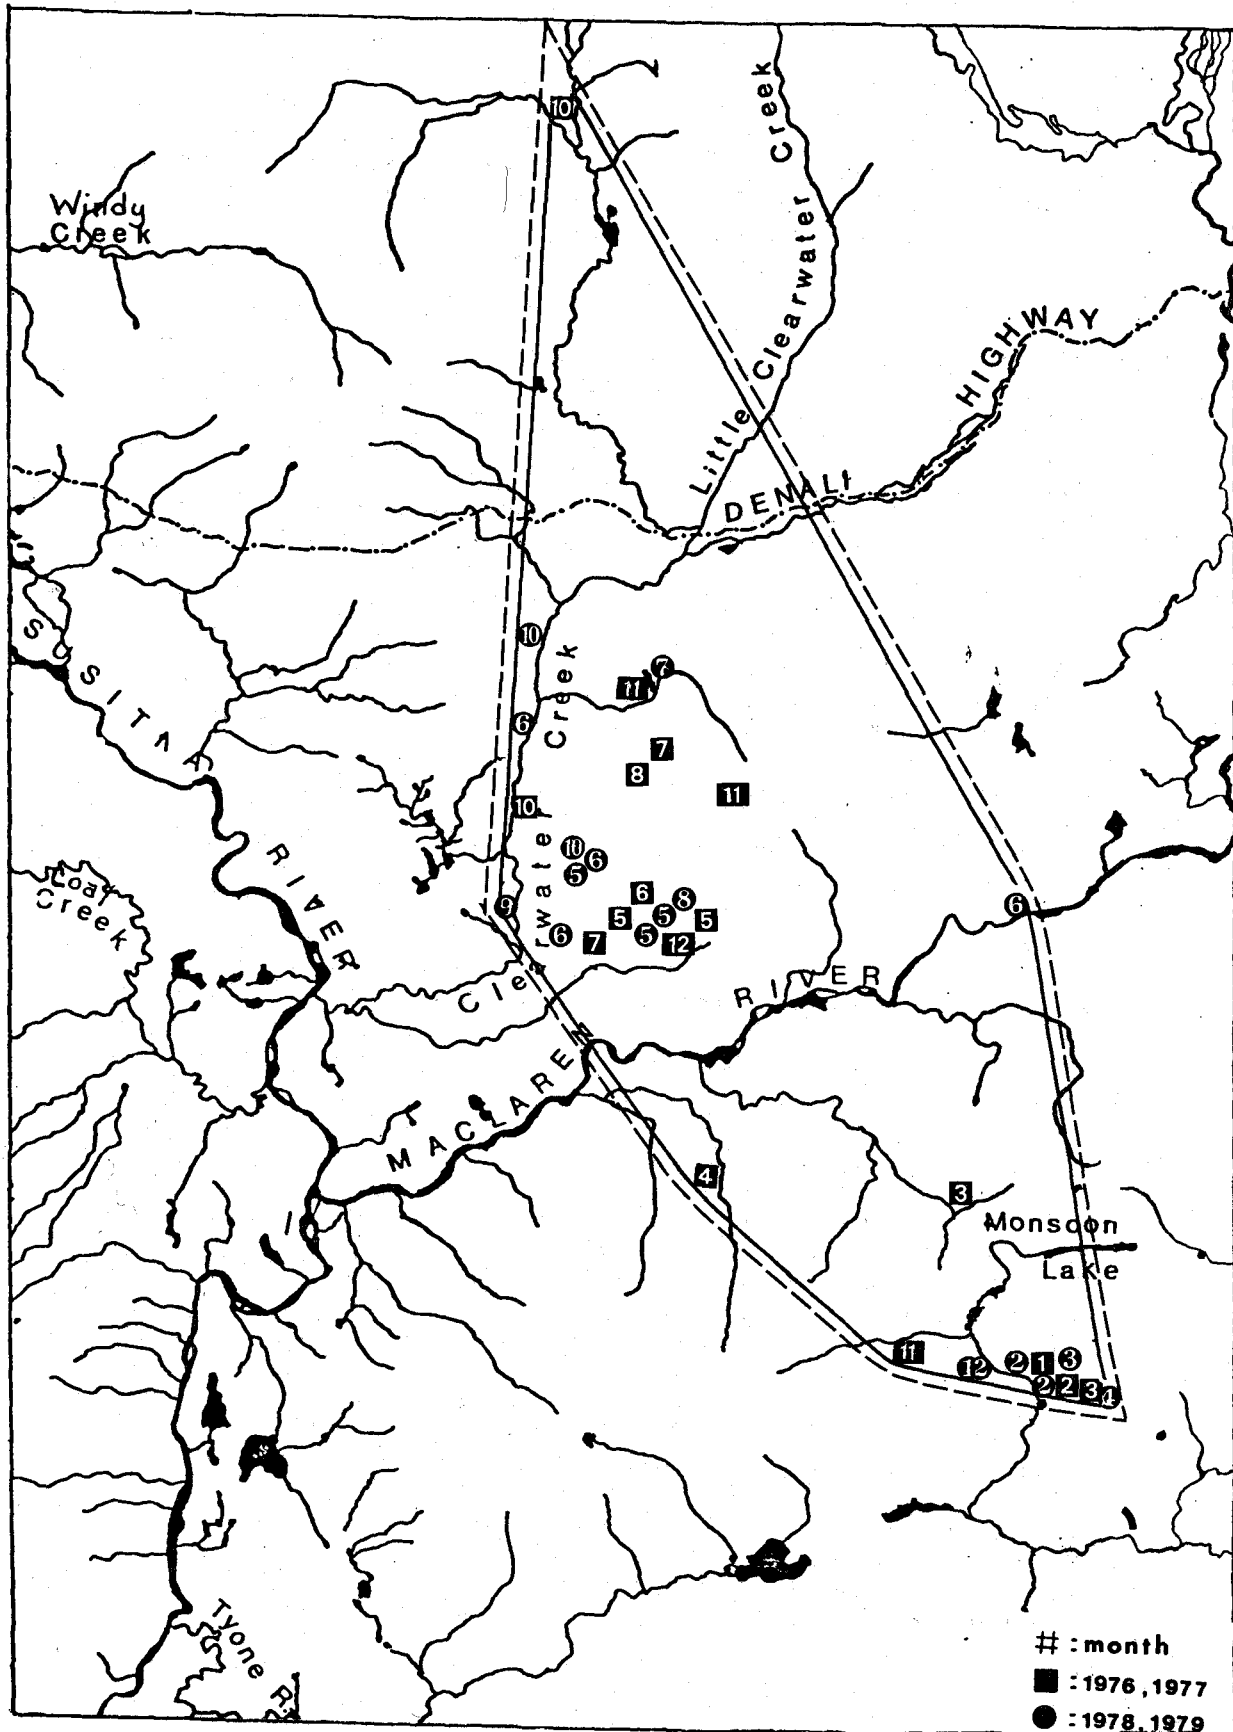 10
Windy
Creek
Little Clearwater Creek
DENALI HIGHWAY
SUSITNA RIVER
10
7
11
6
7
8
11
10
Clearwater Creek
10
6
5
6
8
9
5
5
5
6
7
5
12
6
Coal
Creek
MACLAREN RIVER
4
3
Monsoon
Lake
11
12
2
1
3
2
2
3
4
Tyone R.
# : month
■ : 1976, 1977
● : 1978, 1979